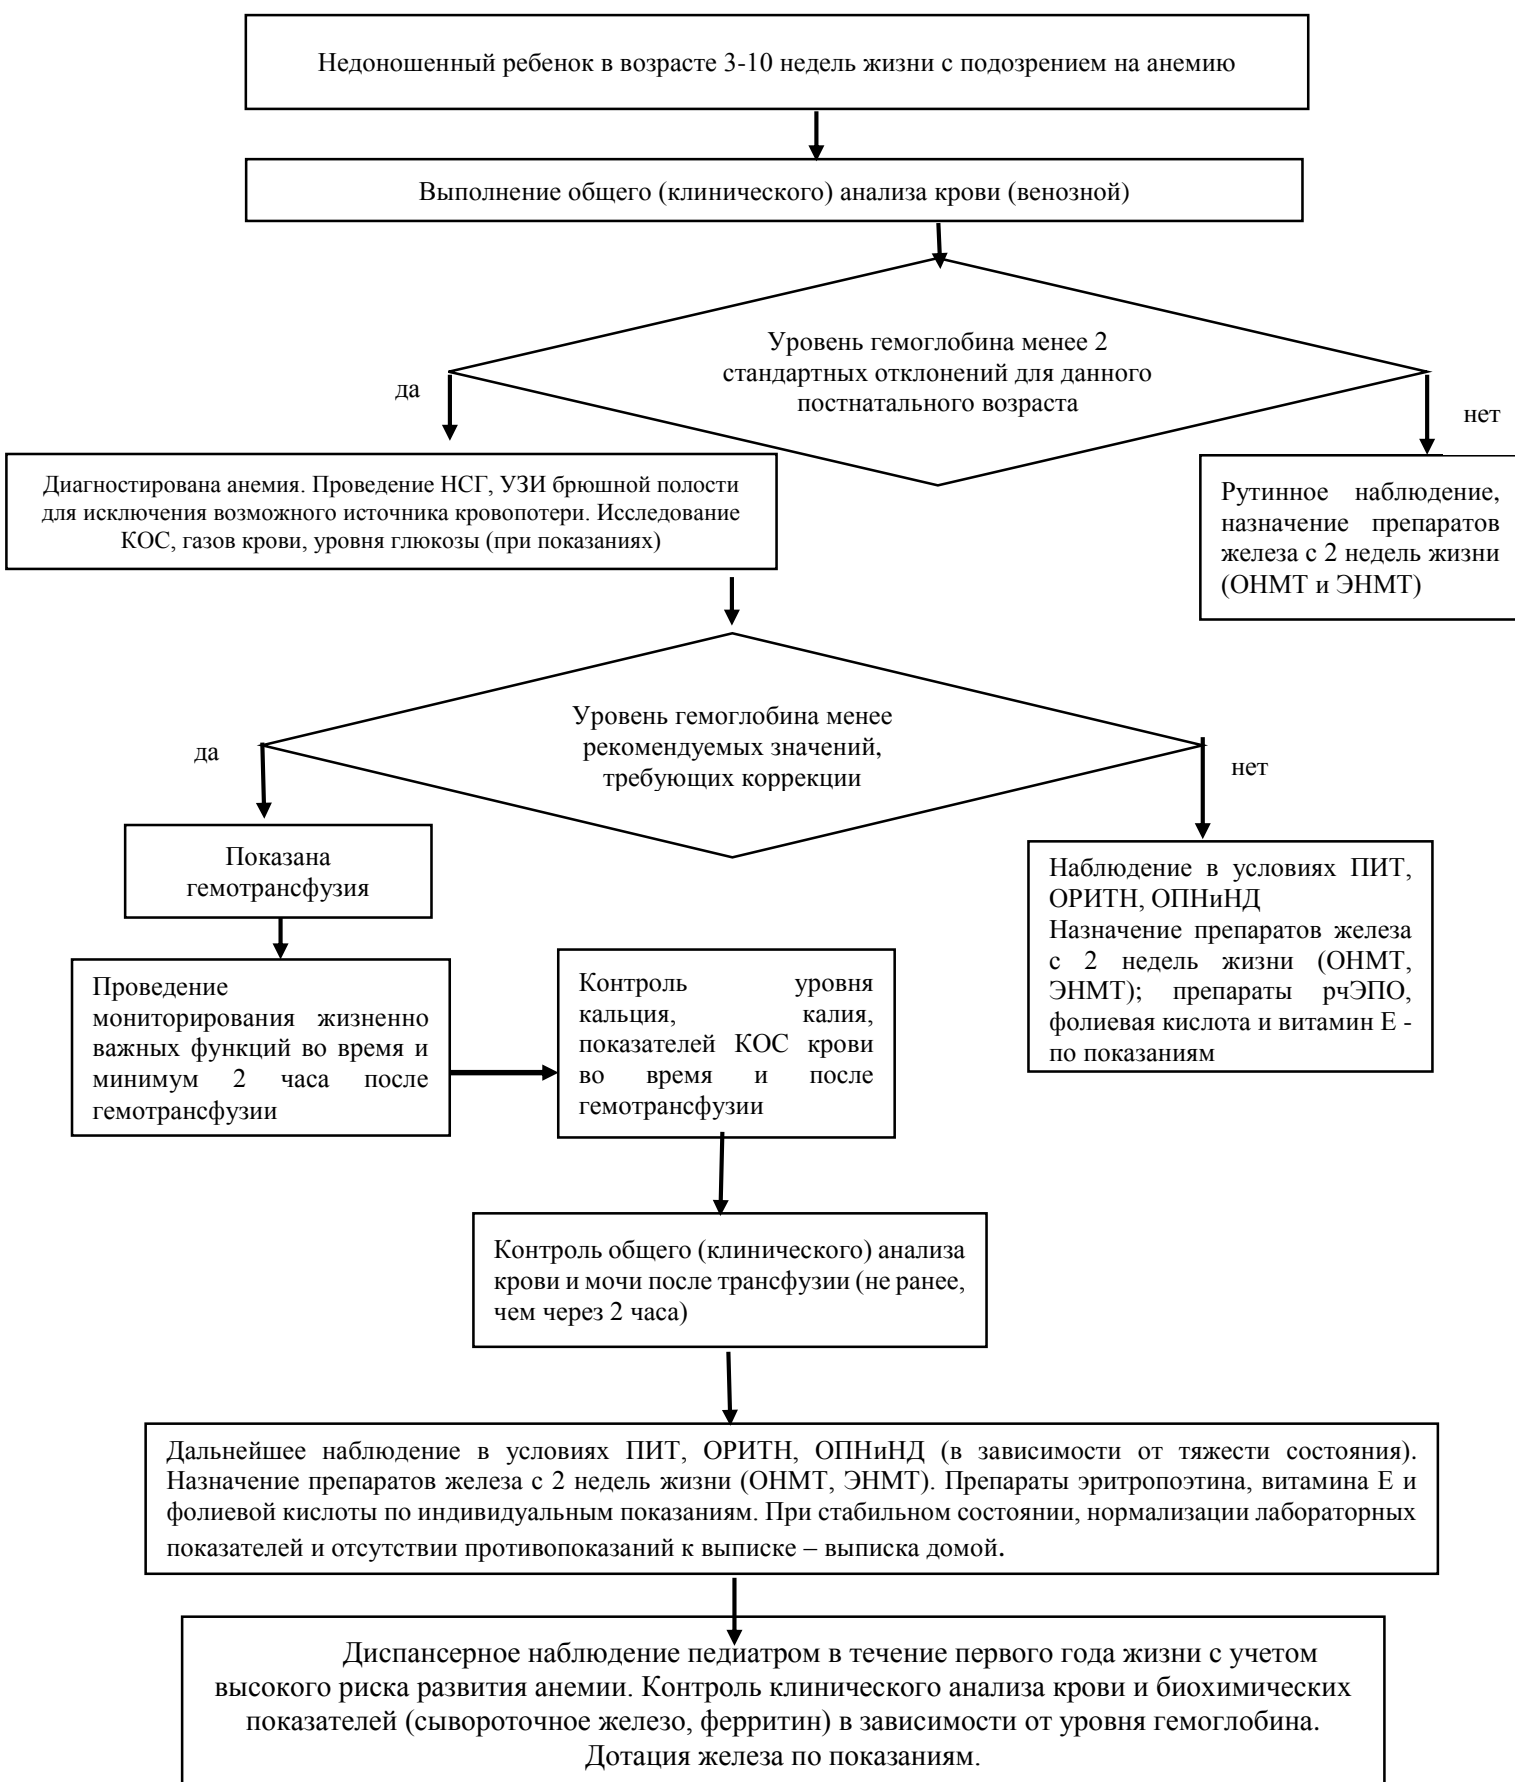 Недоношенный ребенок в возрасте 3-10 недель жизни с подозрением на анемию
Выполнение общего (клинического) анализа крови (венозной)
Уровень гемоглобина менее 2
стандартных отклонений для данного
постнатального возраста
да
нет
Диагностирована анемия. Проведение НСГ, УЗИ брюшной полости
для исключения возможного источника кровопотери. Исследование
КОС, газов крови, уровня глюкозы (при показаниях)
Рутинное наблюдение,
назначение препаратов
железа с 2 недель жизни
(ОНМТ и ЭНМТ)
Уровень гемоглобина менее
рекомендуемых значений,
требующих коррекции
да
нет
Показана
гемотрансфузия
Наблюдение в условиях ПИТ,
ОРИТН, ОПНиНД
Назначение препаратов железа
с 2 недель жизни (ОНМТ,
ЭНМТ); препараты рчЭПО,
фолиевая кислота и витамин Е -
по показаниям
Проведение
мониторирования жизненно
важных функций во время и
минимум 2 часа после
гемотрансфузии
Контроль уровня
кальция, калия,
показателей КОС крови
во время и после
гемотрансфузии
Контроль общего (клинического) анализа
крови и мочи после трансфузии (не ранее,
чем через 2 часа)
Дальнейшее наблюдение в условиях ПИТ, ОРИТН, ОПНиНД (в зависимости от тяжести состояния).
Назначение препаратов железа с 2 недель жизни (ОНМТ, ЭНМТ). Препараты эритропоэтина, витамина Е и
фолиевой кислоты по индивидуальным показаниям. При стабильном состоянии, нормализации лабораторных
показателей и отсутствии противопоказаний к выписке – выписка домой.
Диспансерное наблюдение педиатром в течение первого года жизни с учетом
высокого риска развития анемии. Контроль клинического анализа крови и биохимических
показателей (сывороточное железо, ферритин) в зависимости от уровня гемоглобина.
Дотация железа по показаниям.